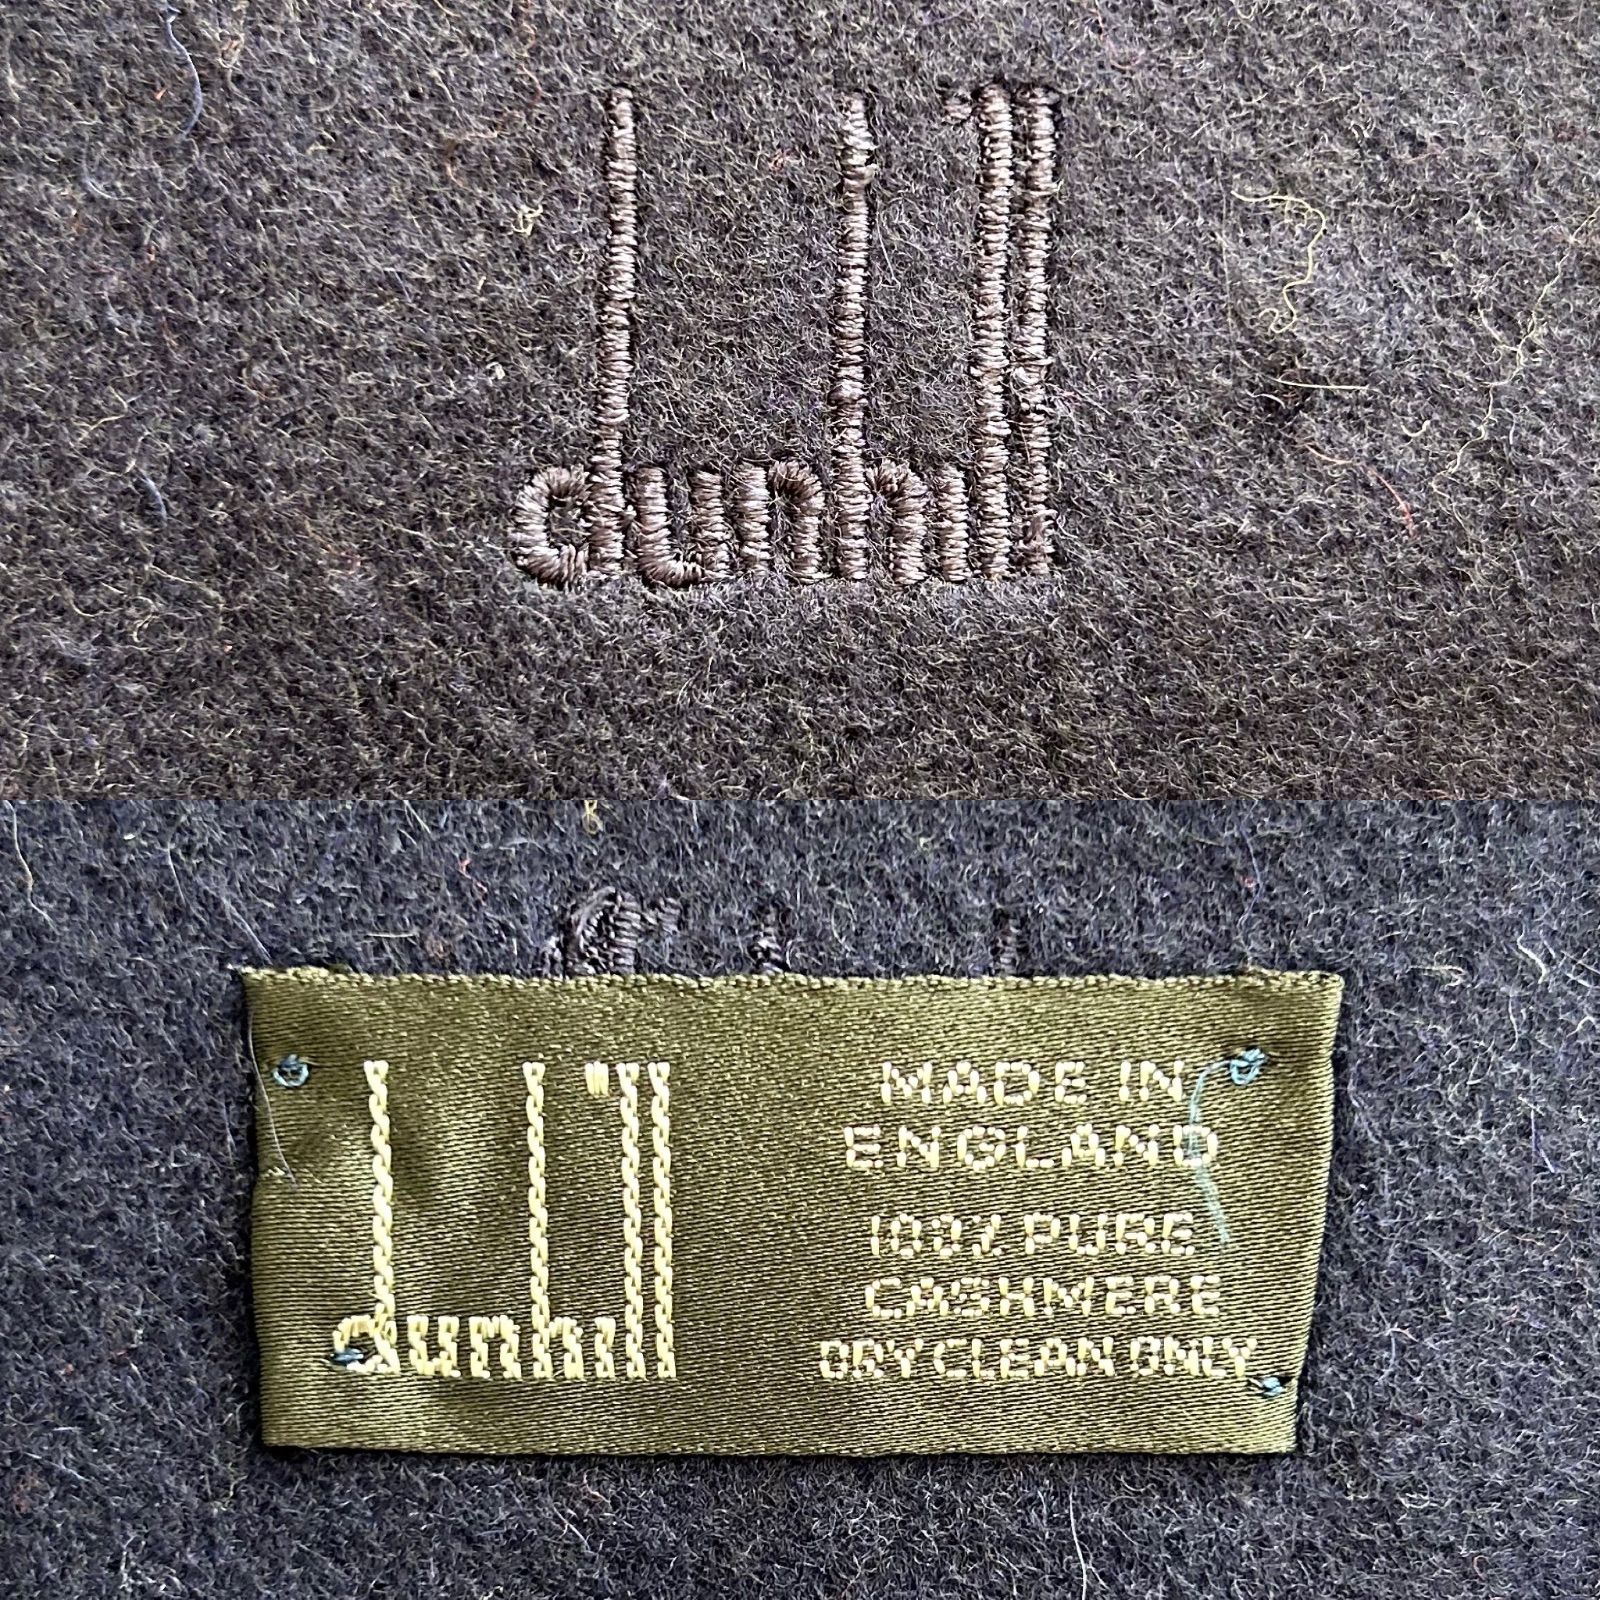 dunhill
dunhill
MADE IN
ENGLAND
100% PURE
CASHMERE
DRY CLEAN ONLY